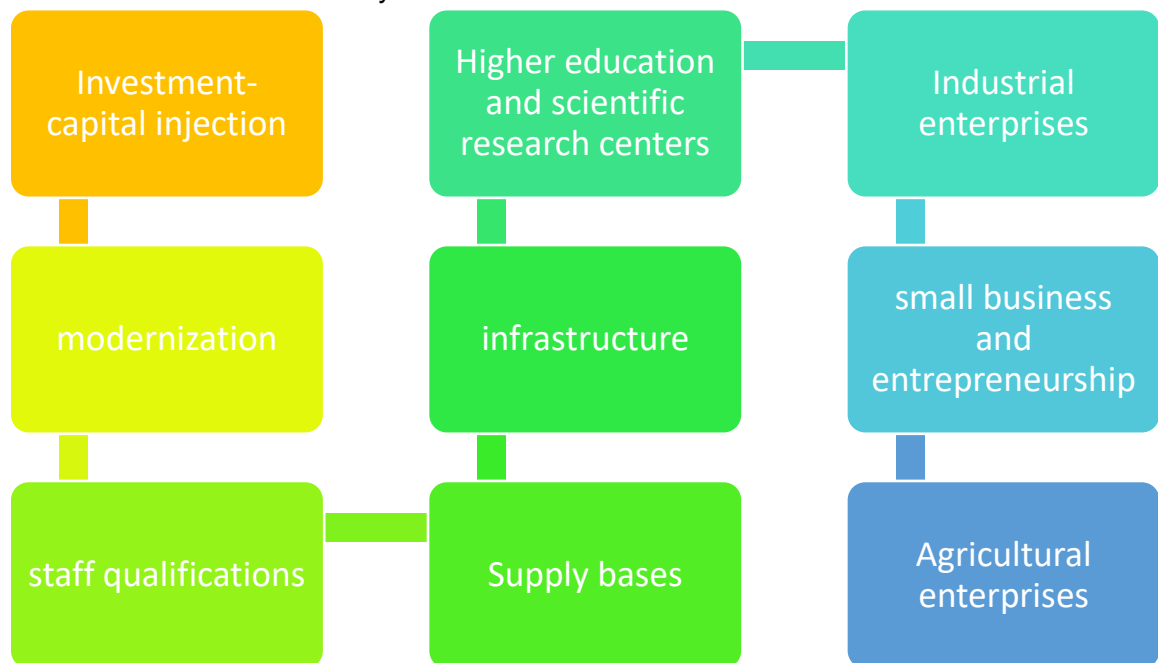 Investment-
capital injection
modernization
staff qualifications
Supply bases
infrastructure
Higher education
and scientific
research centers
Industrial
enterprises
small business
and
entrepreneurship
Agricultural
enterprises